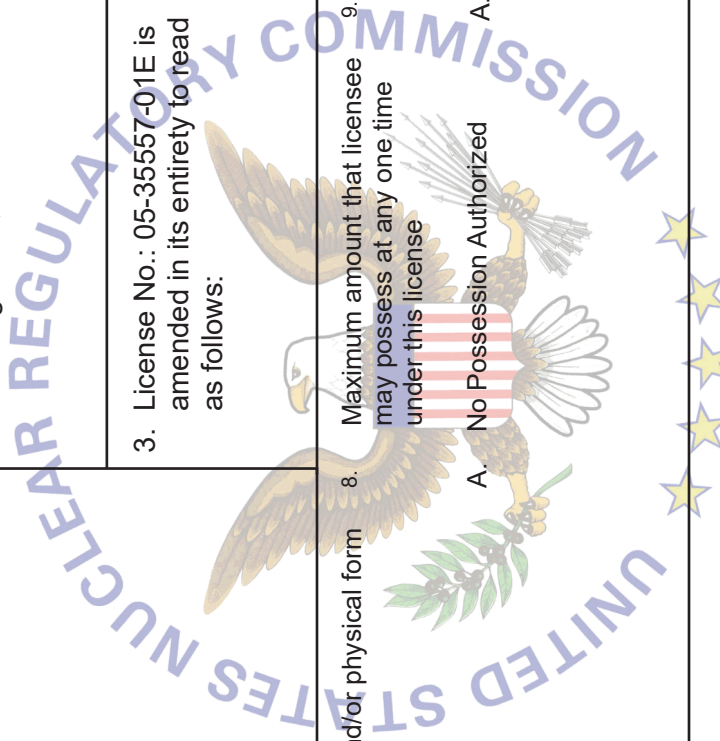 3. License No.: 05-35557-01E is
amended in its entirety to read
as follows:
nd/or physical form
8. Maximum amount that licensee
may possess at any one time
under this license
9.
A. No Possession Authorized
A.
UNITED STATES NUCLEAR REGULATORY COMMISSION